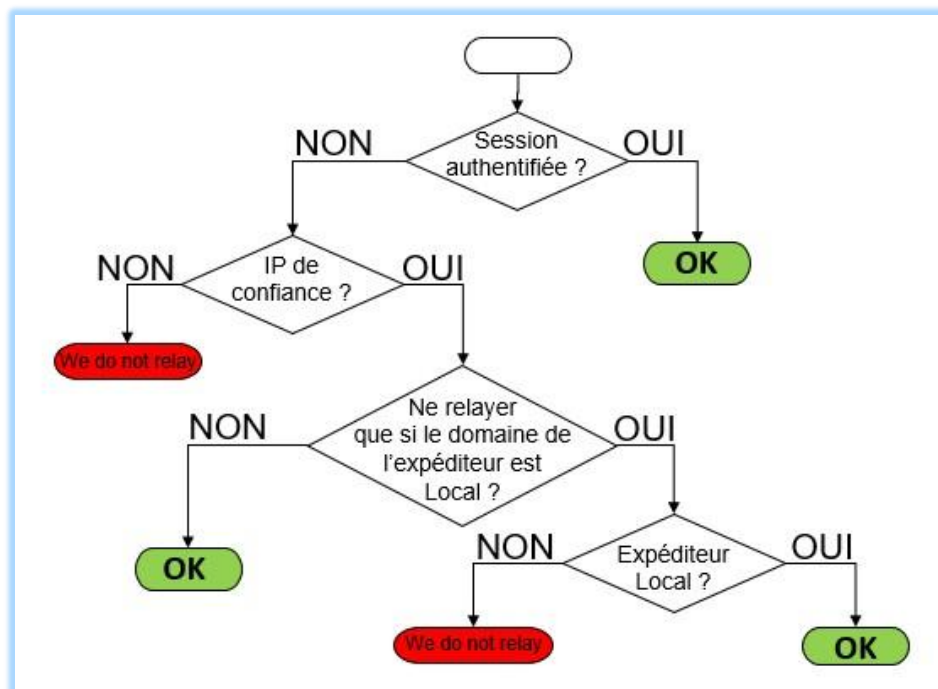 NON
Session
authentifiée ?
OUI
NON
IP de
confiance ?
OUI
OK
We do not relay
NON
Ne relayer
que si le domaine de
l'expéditeur est
Local ?
OUI
OK
NON
Expéditeur
Local ?
OUI
We do not relay
OK